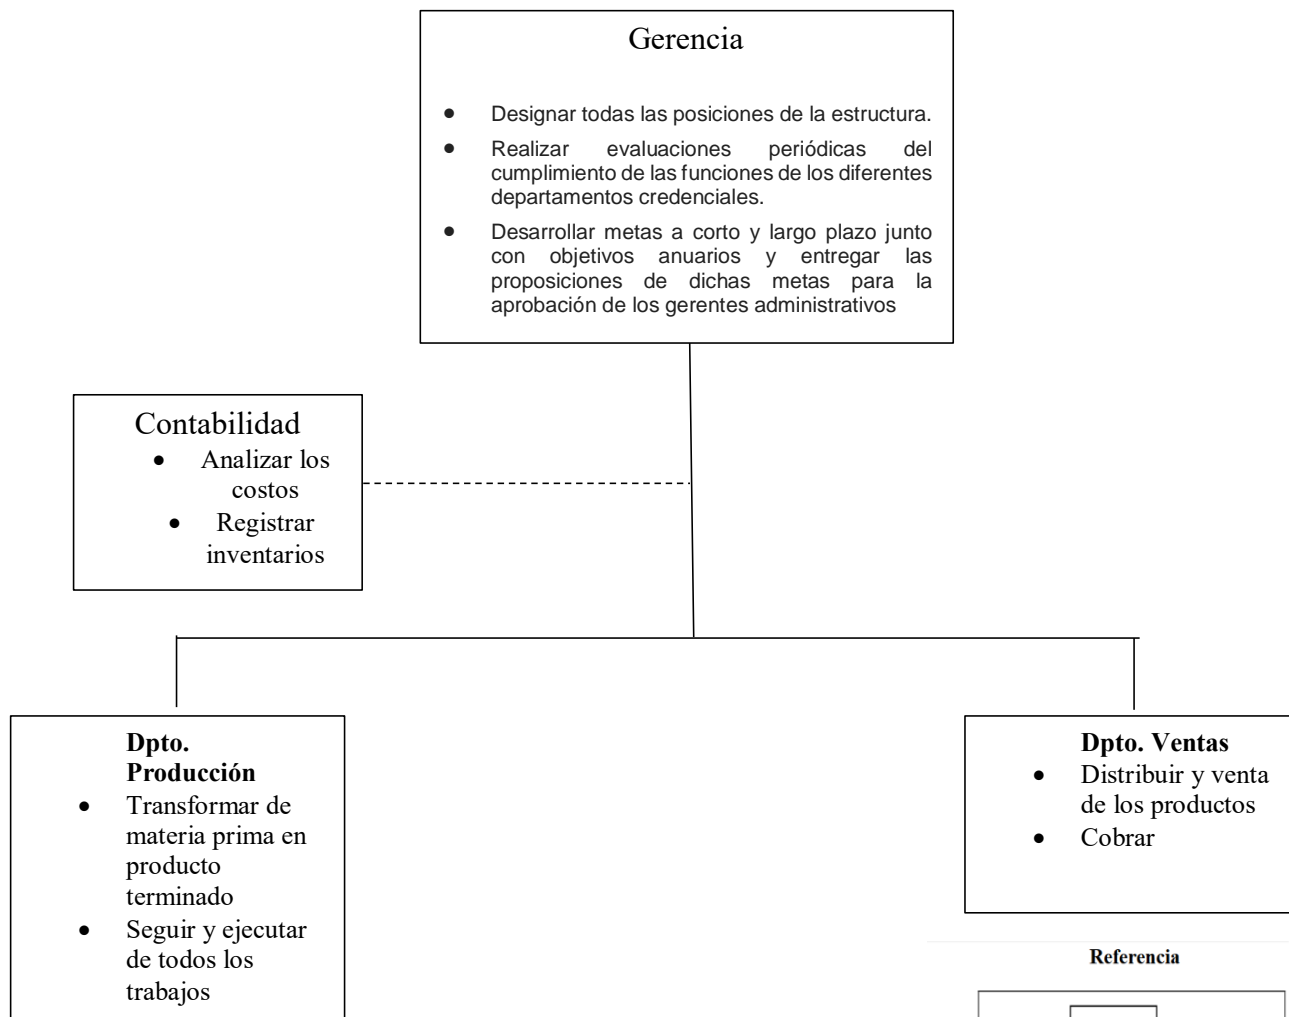 Gerencia
• Designar todas las posiciones de la estructura.
• Realizar evaluaciones periódicas del
cumplimiento de las funciones de los diferentes
departamentos credenciales.
• Desarrollar metas a corto y largo plazo junto
con objetivos anuarios y entregar las
proposiciones de dichas metas para la
aprobación de los gerentes administrativos
Contabilidad
• Analizar los
costos
• Registrar
inventarios
Dpto.
Producción
• Transformar de
materia prima en
producto
terminado
• Seguir y ejecutar
de todos los
trabajos
Dpto. Ventas
• Distribuir y venta
de los productos
• Cobrar
Referencia